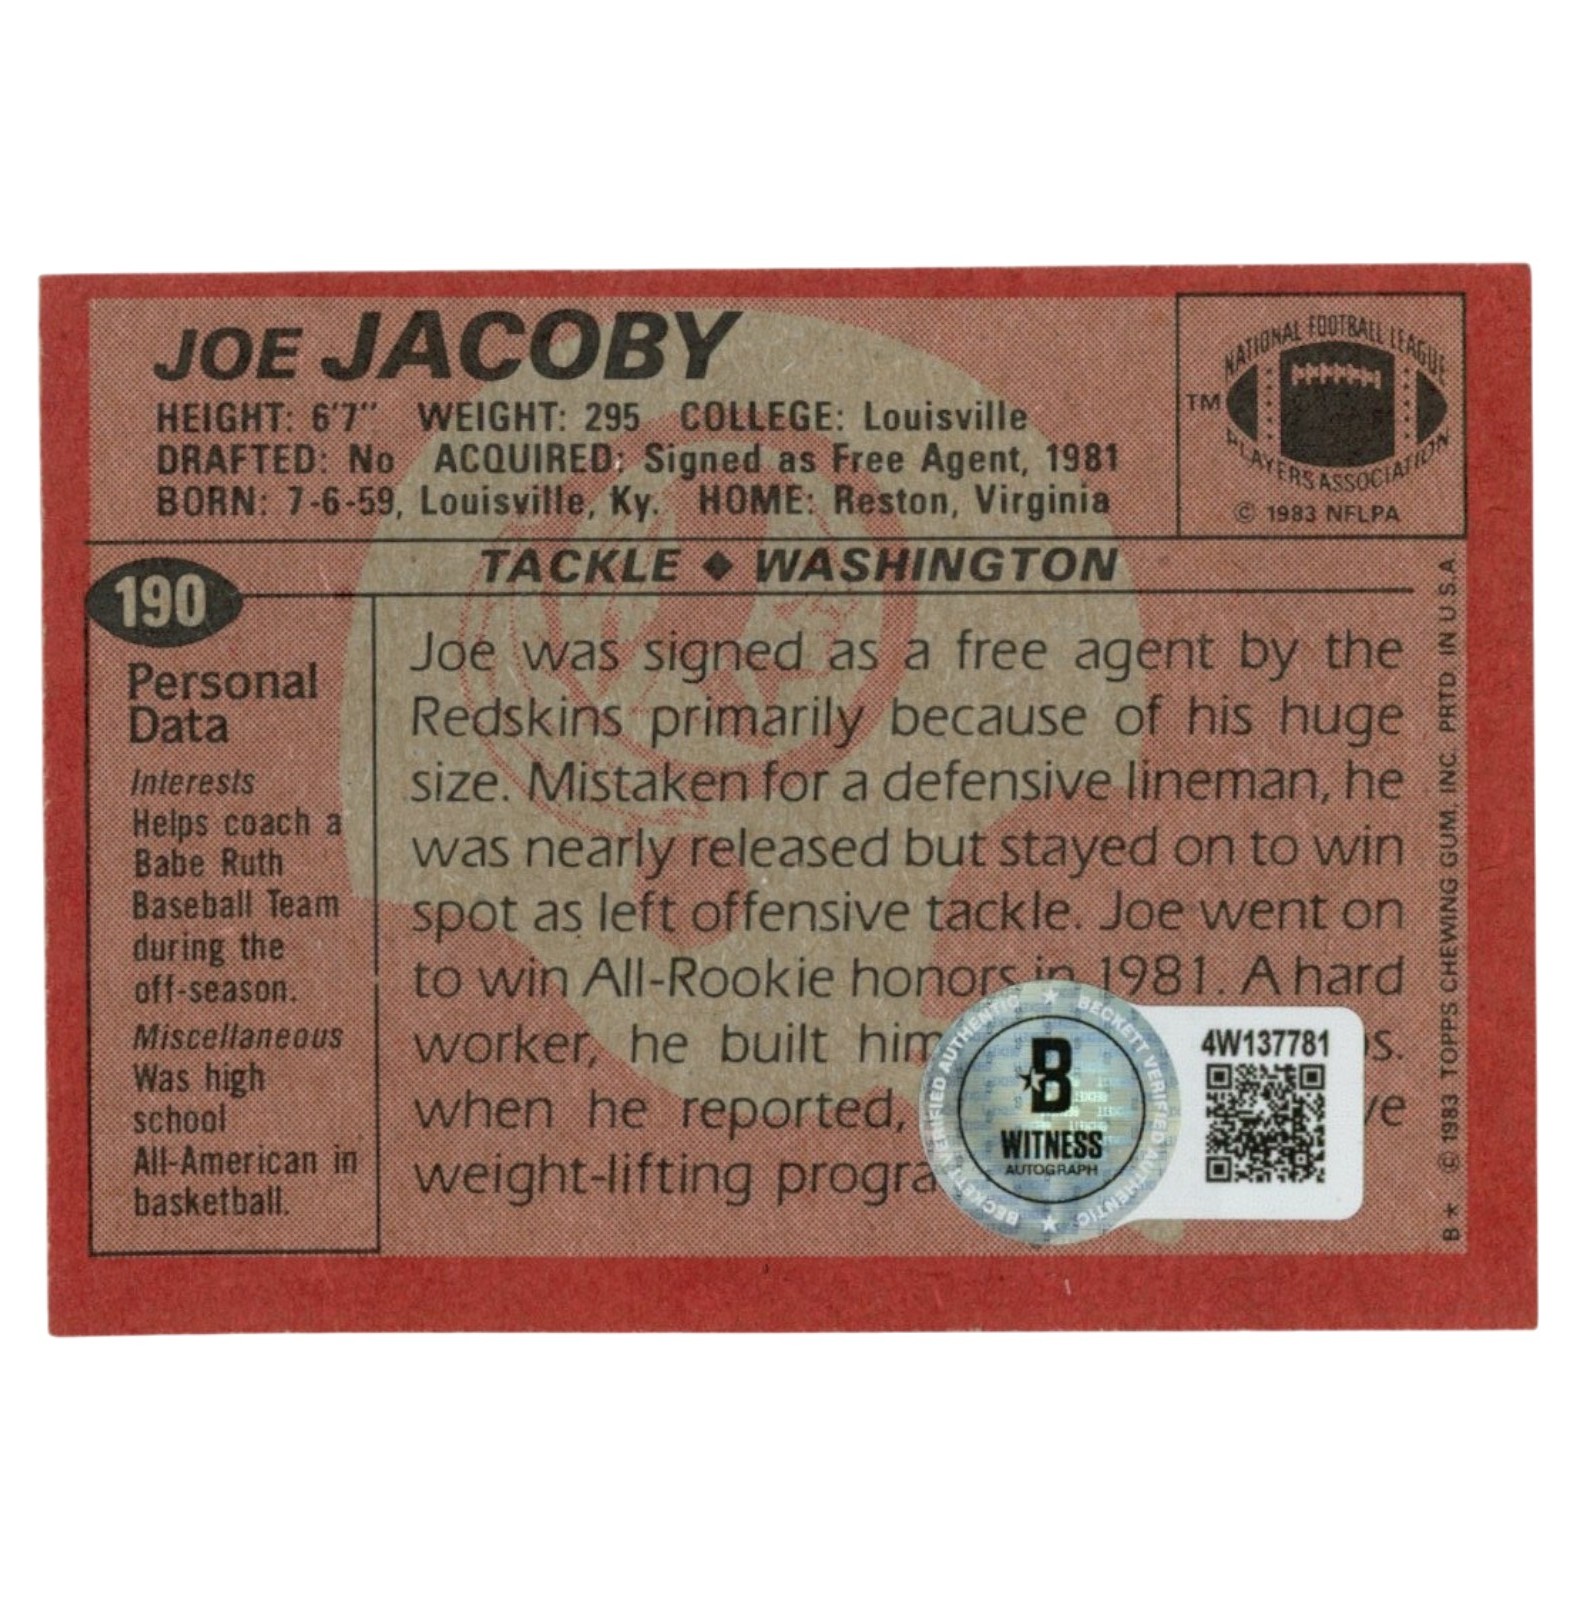 JOE JACOBY
HEIGHT: 6'7" WEIGHT: 295 COLLEGE: Louisville
DRAFTED: No ACQUIRED: Signed as Free Agent, 1981
BORN: 7-6-59, Louisville, Ky. HOME: Reston, Virginia
NATIONAL FOOTBALL LEAGUE
TM
PLAYERS ASSOCIATION
© 1983 NFLPA
TACKLE ◆ WASHINGTON
190
Personal
Data
Interests
Helps coach a
Babe Ruth
Baseball Team
during the
off-season.
Miscellaneous
Was high
school
All-American in
basketball.
Joe was signed as a free agent by the
Redskins primarily because of his huge
size. Mistaken for a defensive lineman, he
was nearly released but stayed on to win
spot as left offensive tackle. Joe went on
to win All-Rookie honors in 1981. A hard
worker, he built him s.
when he reported, ve
weight-lifting progra
BECKETT VERIFIED AUTHENTIC ★ BECKETT VERIFIED AUTHENTIC ★
B
WITNESS
AUTOGRAPH
4W137781
B* © 1983 TOPPS CHEWING GUM, INC. PRTD. IN U.S.A.